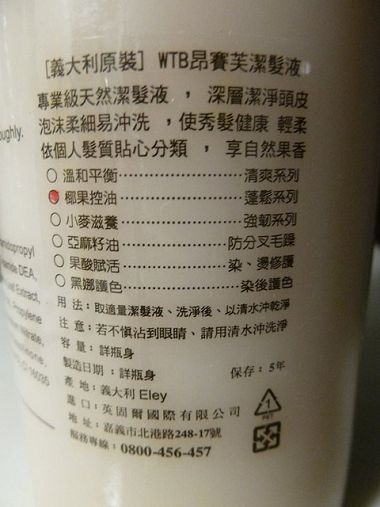 [義大利原裝] WTB昂賽芙潔髮液
專業級天然潔髮液，深層潔淨頭皮
泡沫柔細易沖洗，使秀髮健康 輕柔
依個人髮質貼心分類，享自然果香
○溫和平衡⋯⋯⋯⋯⋯⋯清爽系列
椰果控油⋯⋯⋯⋯⋯⋯蓬鬆系列
○小麥滋養⋯⋯⋯⋯⋯⋯強韌系列
○亞麻籽油⋯⋯⋯⋯⋯防分叉毛躁
○果酸賦活⋯⋯⋯⋯⋯染、燙修護
○黑娜護色⋯⋯⋯⋯⋯⋯染後護色
用 法：取適量潔髮液、洗淨後、以清水沖乾淨
注 意：若不慎沾到眼睛、請用清水沖洗淨
容 量：詳瓶身
製造日期：詳瓶身
保存：5年
產 地：義大利 Eley
進 口：英固爾國際有限公司
地 址：嘉義市北港路248-17號
服務專線：0800-456-457
1
PET
oughly.
DEA,
Extract,